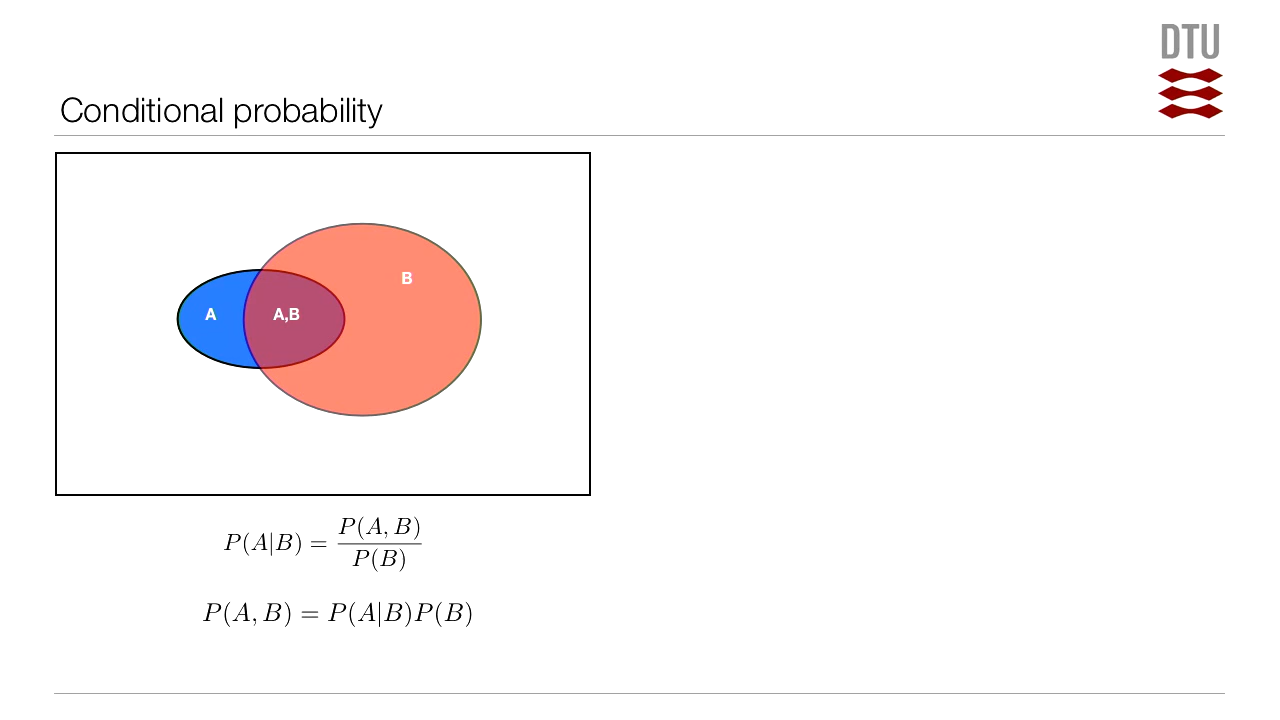 DTU
Conditional probability
B
A
A,B
P(A|B) = P(A, B) / P(B)
P(A, B) = P(A|B)P(B)